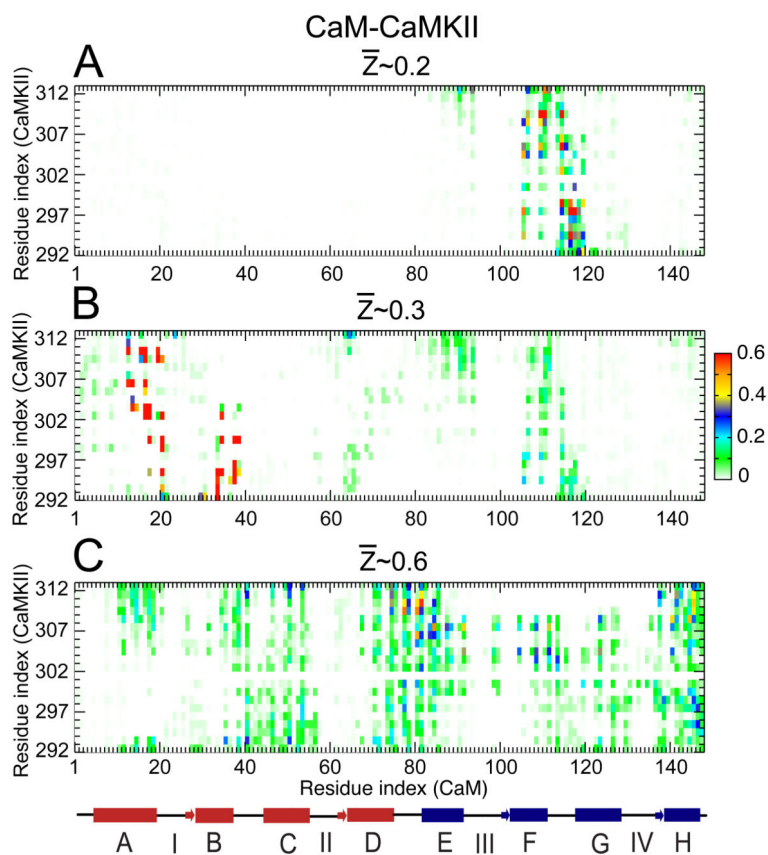 CaM-CaMKII
A
Z̅~0.2
Residue index (CaMKII)
312
307
302
297
292
1 20 40 60 80 100 120 140
B
Z̅~0.3
Residue index (CaMKII)
312
307
302
297
292
1 20 40 60 80 100 120 140
0.6
0.4
0.2
0
C
Z̅~0.6
Residue index (CaMKII)
312
307
302
297
292
1 20 40 60 80 100 120 140
Residue index (CaM)
A I B C II D E III F G IV H